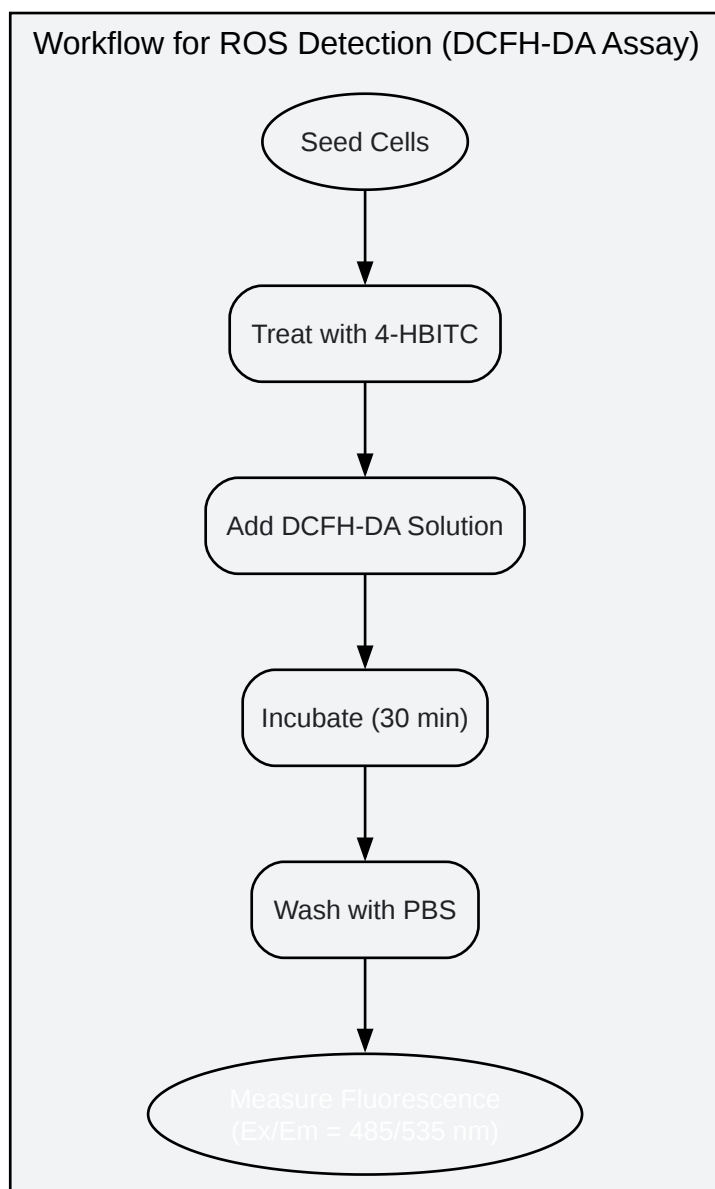 Workflow for ROS Detection (DCFH-DA Assay)
Seed Cells
Treat with 4-HBITC
Add DCFH-DA Solution
Incubate (30 min)
Wash with PBS
Measure Fluorescence
(Ex/Em = 485/535 nm)